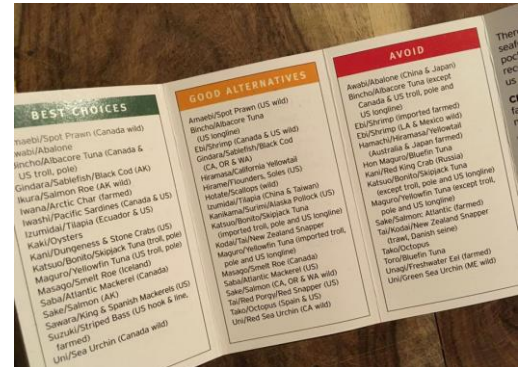 BEST CHOICES
maebi/Spot Prawn (Canada wild)
wabi/Abalone
incho/Albacore Tuna (Canada &
US troll, pole)
Gindara/Sablefish/Black Cod (AK)
Ikura/Salmon Roe (AK wild)
Iwana/Arctic Char (farmed)
Iwashi/Pacific Sardines (Canada & US)
Izumidai/Tilapia (Ecuador & US)
Kaki/Oysters
Kani/Dungeness & Stone Crabs (US)
Katsuo/Bonito/Skipjack Tuna (troll, pole)
Maguro/Yellowfin Tuna (US troll, pole)
Masago/Smelt Roe (Iceland)
Saba/Atlantic Mackerel (Canada)
Sake/Salmon (AK)
Sawara/King & Spanish Mackerels (US)
Suzuki/Striped Bass (US hook & line,
farmed)
Uni/Sea Urchin (Canada wild)
GOOD ALTERNATIVES
Amaebi/Spot Prawn (US wild)
Bincho/Albacore Tuna
(US longline)
Ebi/Shrimp (Canada & US wild)
Gindara/Sablefish/Black Cod
(CA, OR & WA)
Hiramasa/California Yellowtail
Hirame/Flounders, Soles (US)
Hotate/Scallops (wild)
Izumidai/Tilapia (China & Taiwan)
Kanikama/Surimi/Alaska Pollock (US)
Katsuo/Bonito/Skipjack Tuna
(imported troll, pole and US longline)
Kodai/Tai/New Zealand Snapper
Maguro/Yellowfin Tuna (imported troll,
pole and US longline)
Masago/Smelt Roe (Canada)
Saba/Atlantic Mackerel (US)
Sake/Salmon (CA, OR & WA wild)
Tai/Red Porgy/Red Snapper (US)
Tako/Octopus (Spain & US)
Uni/Red Sea Urchin (CA wild)
AVOID
Awabi/Abalone (China & Japan)
Bincho/Albacore Tuna (except
Canada & US troll, pole and
US longline)
Ebi/Shrimp (imported farmed)
Ebi/Shrimp (LA & Mexico wild)
Hamachi/Hiramasa/Yellowtail
(Australia & Japan farmed)
Hon Maguro/Bluefin Tuna
Kani/Red King Crab (Russia)
Katsuo/Bonito/Skipjack Tuna
(except troll, pole and US longline)
Maguro/Yellowfin Tuna (except troll,
pole and US longline)
Sake/Salmon: Atlantic (farmed)
Tai/Kodai/New Zealand Snapper
(trawl, Danish seine)
Tako/Octopus
Toro/Bluefin Tuna
Unagi/Freshwater Eel (farmed)
Uni/Green Sea Urchin (ME wild)
Ther
seaf
poc
rec
us